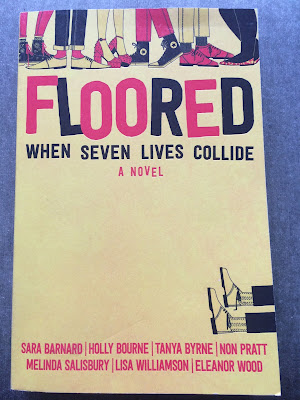 FLOORED
WHEN SEVEN LIVES COLLIDE
A NOVEL
SARA BARNARD | HOLLY BOURNE | TANYA BYRNE | NON PRATT
MELINDA SALISBURY | LISA WILLIAMSON | ELEANOR WOOD